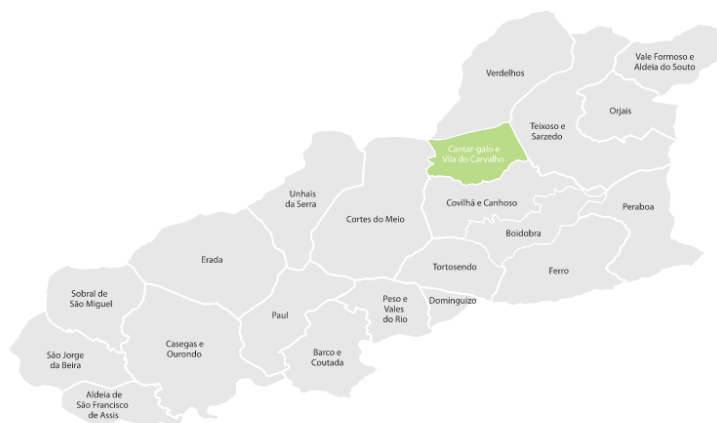 Vale Formoso e
Aldeia do Souto
Verdelhos
Orjais
Teixoso e
Sarzedo
Cantar-galo e
Vila do Carvalho
Unhais
da Serra
Covilhã e Canhoso
Peraboa
Cortes do Meio
Boidobra
Erada
Tortosendo
Ferro
Sobral de
São Miguel
Peso e
Vales
do Rio
Dominguizo
Paul
Casegas e
Ourondo
Barco e
Coutada
São Jorge
da Beira
Aldeia de
São Francisco
de Assis